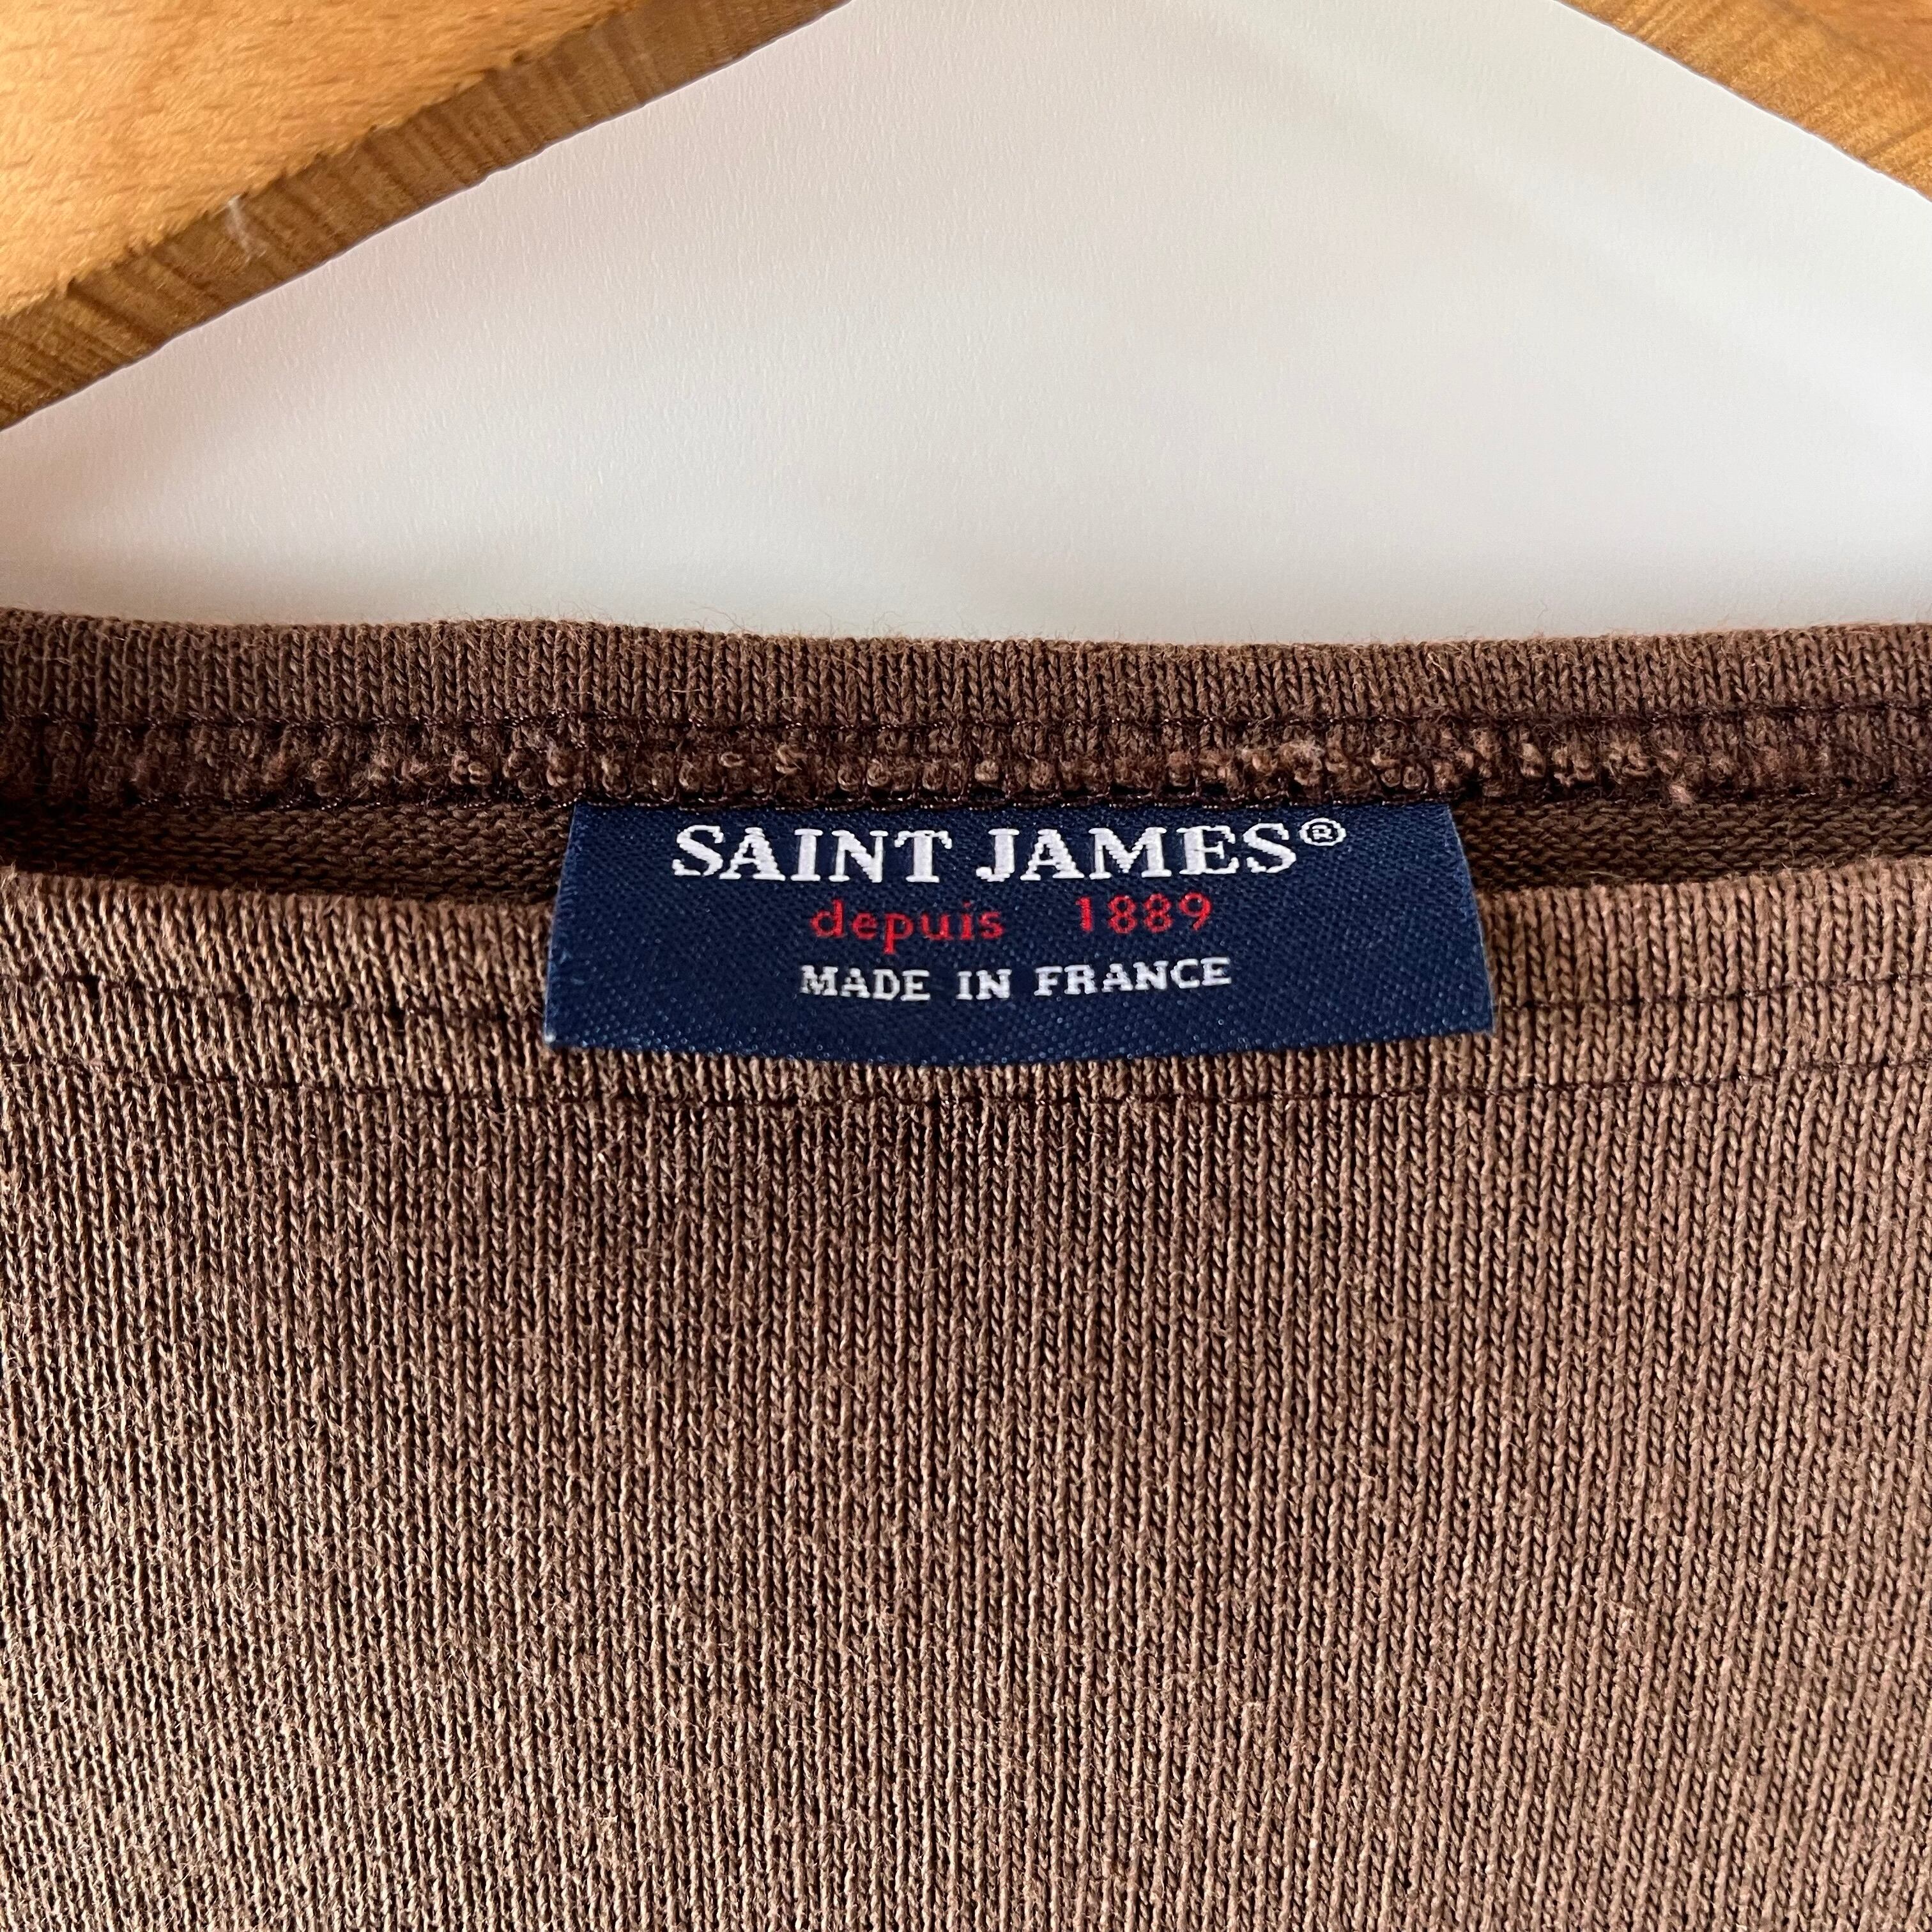 SAINT JAMES®
depuis 1889
MADE IN FRANCE